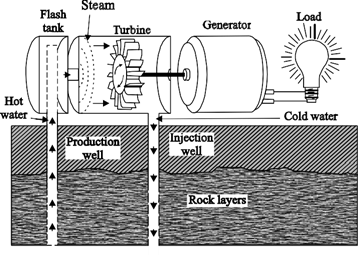 Flash
tank
Steam
Turbine
Generator
Load
Hot
water
Cold water
Production
well
Injection
well
Rock layers